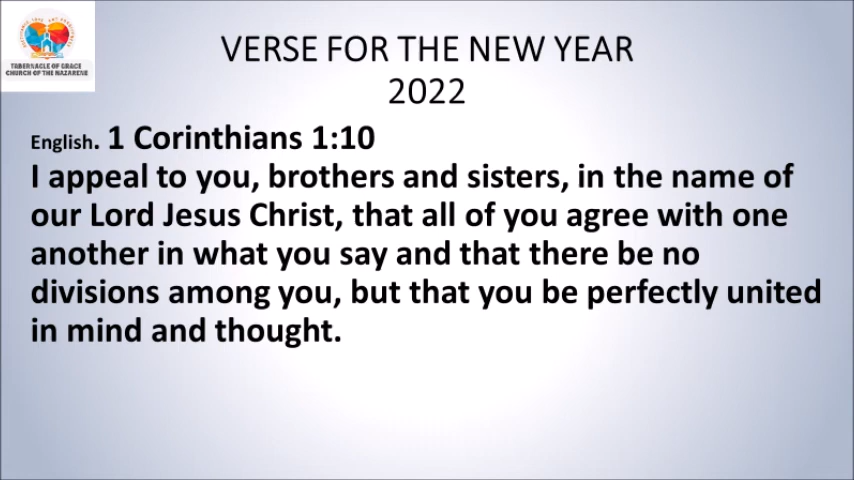 TABERNACLE OF GRACE
CHURCH OF THE NAZARENE
VERSE FOR THE NEW YEAR
2022
English. 1 Corinthians 1:10
I appeal to you, brothers and sisters, in the name of
our Lord Jesus Christ, that all of you agree with one
another in what you say and that there be no
divisions among you, but that you be perfectly united
in mind and thought.